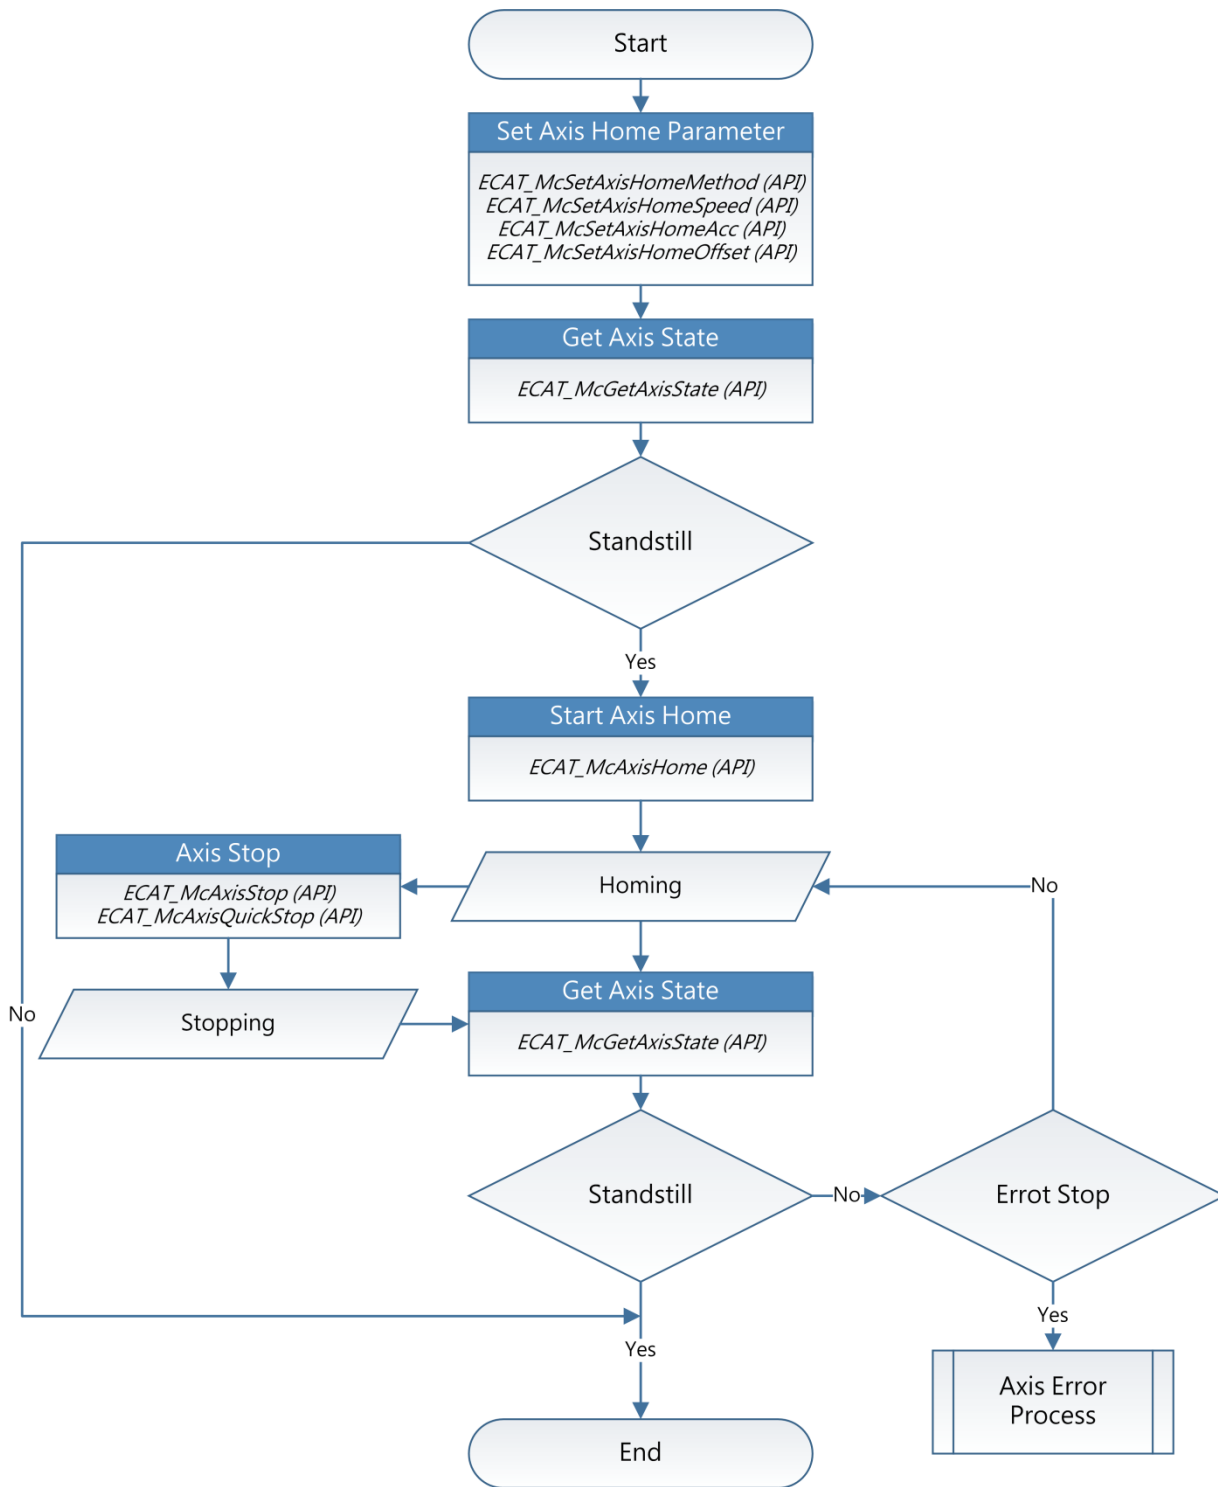 Start
Set Axis Home Parameter
ECAT_McSetAxisHomeMethod (API)
ECAT_McSetAxisHomeSpeed (API)
ECAT_McSetAxisHomeAcc (API)
ECAT_McSetAxisHomeOffset (API)
Get Axis State
ECAT_McGetAxisState (API)
Standstill
Yes
Start Axis Home
ECAT_McAxisHome (API)
Axis Stop
ECAT_McAxisStop (API)
ECAT_McAxisQuickStop (API)
Homing
No
No
Stopping
Get Axis State
ECAT_McGetAxisState (API)
Standstill
No
Errot Stop
Yes
Yes
Axis Error
Process
End